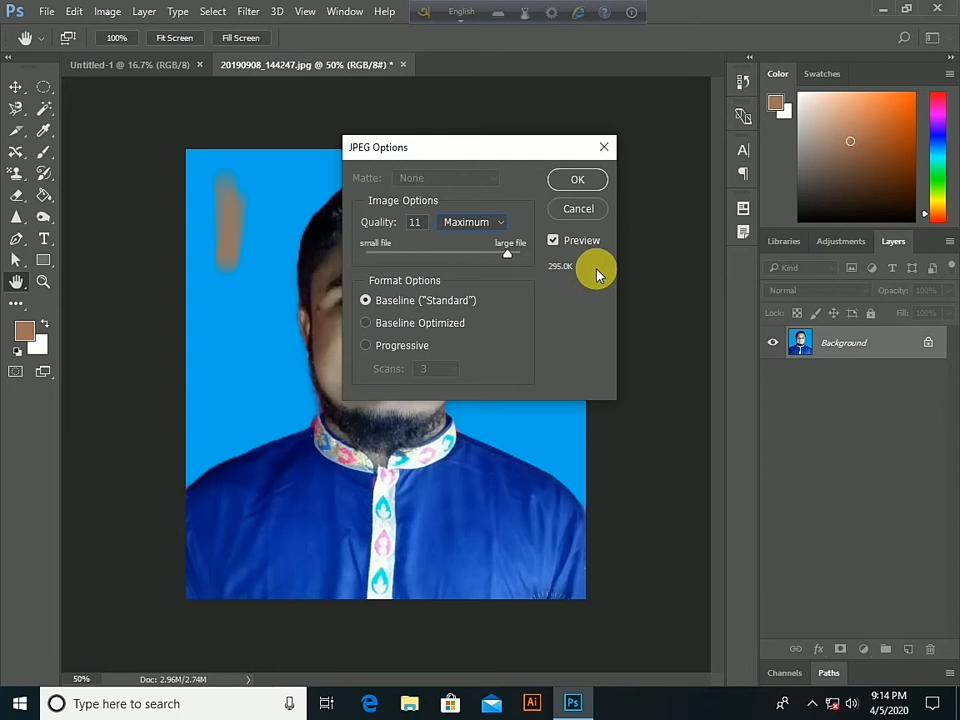 Ps File Edit Image Layer Type Select Filter 3D View Window Help অ English
100% Fit Screen Fill Screen
Untitled-1 @ 16.7% (RGB/8) × 20190908_144247.jpg @ 50% (RGB/8#) * ×
Color Swatches
JPEG Options
Matte: None
OK
Image Options
Quality: 11 Maximum
Cancel
small file large file
Preview
295.0K
Format Options
Baseline ("Standard")
Baseline Optimized
Progressive
Scans: 3
Libraries Adjustments Layers
Kind
Normal Opacity: 100%
Lock: Fill: 100%
Background
Channels Paths
50% Doc: 2.96M/2.74M
Type here to search
Ai Ps
9:14 PM
4/5/2020